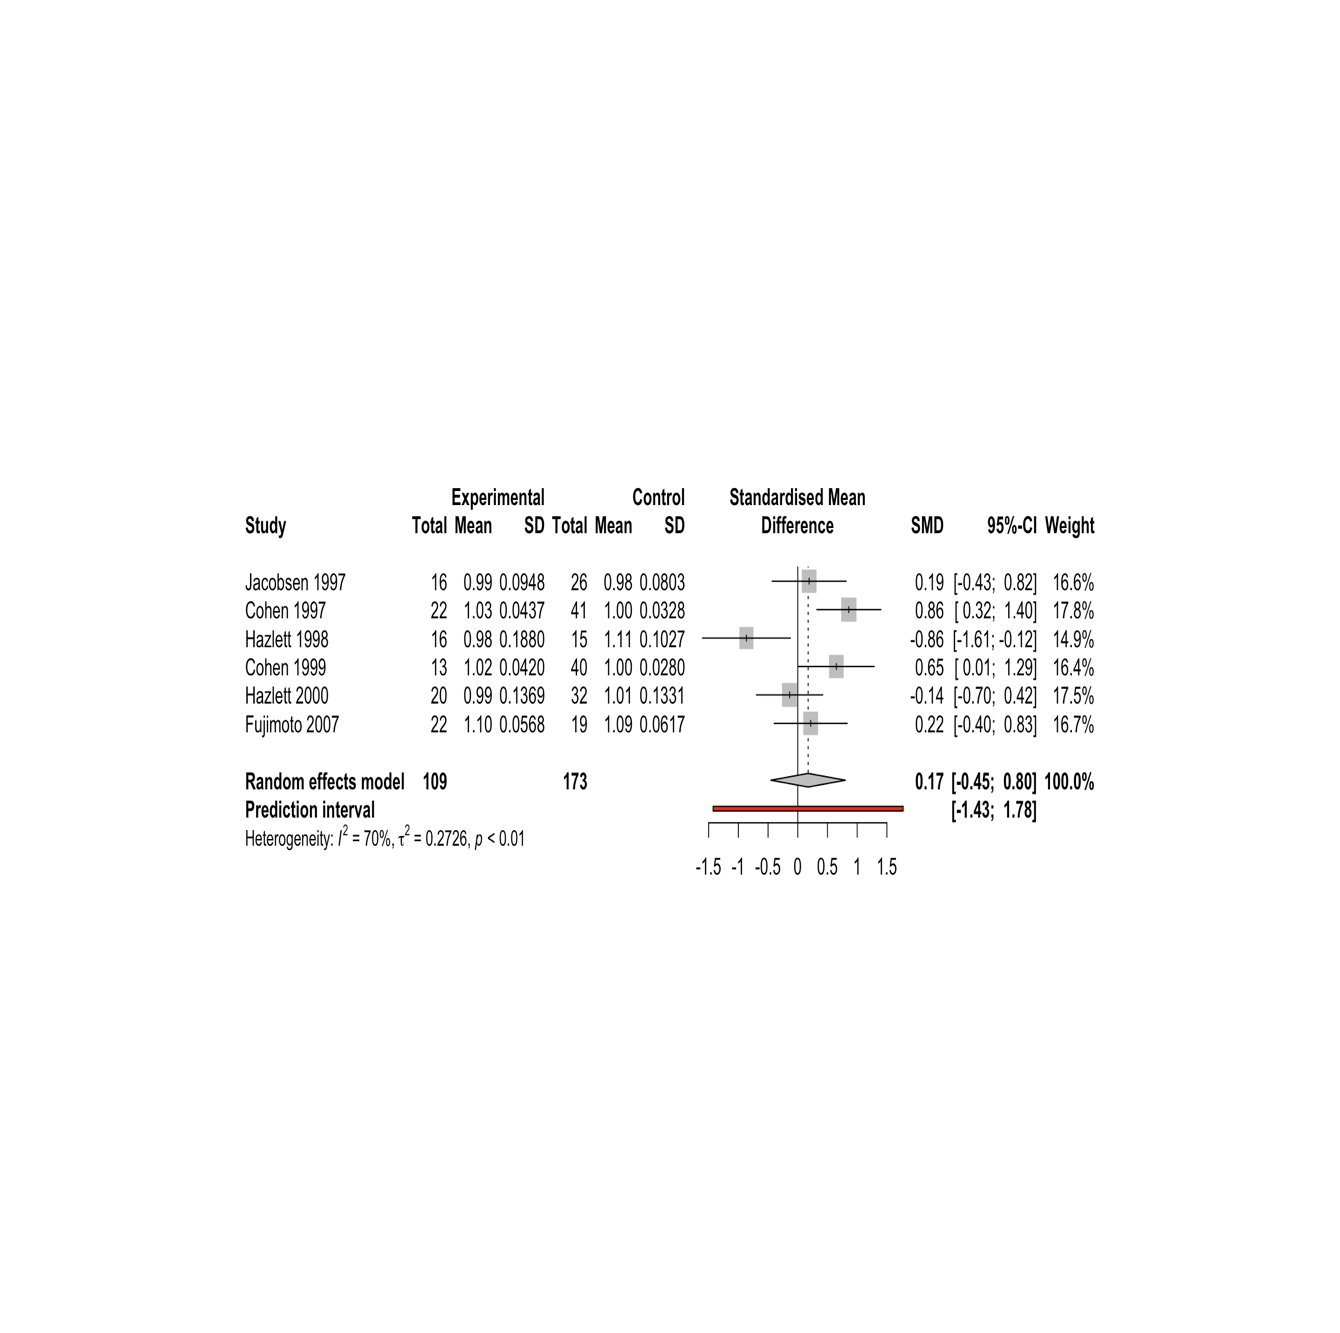 Experimental Control Standardised Mean
Study Total Mean SD Total Mean SD Difference SMD 95%-CI Weight
Jacobsen 1997 16 0.99 0.0948 26 0.98 0.0803 0.19 [-0.43; 0.82] 16.6%
Cohen 1997 22 1.03 0.0437 41 1.00 0.0328 0.86 [ 0.32; 1.40] 17.8%
Hazlett 1998 16 0.98 0.1880 15 1.11 0.1027 -0.86 [-1.61; -0.12] 14.9%
Cohen 1999 13 1.02 0.0420 40 1.00 0.0280 0.65 [ 0.01; 1.29] 16.4%
Hazlett 2000 20 0.99 0.1369 32 1.01 0.1331 -0.14 [-0.70; 0.42] 17.5%
Fujimoto 2007 22 1.10 0.0568 19 1.09 0.0617 0.22 [-0.40; 0.83] 16.7%
Random effects model 109 173 0.17 [-0.45; 0.80] 100.0%
Prediction interval [-1.43; 1.78]
Heterogeneity: I² = 70%, τ² = 0.2726, p < 0.01
-1.5 -1 -0.5 0 0.5 1 1.5